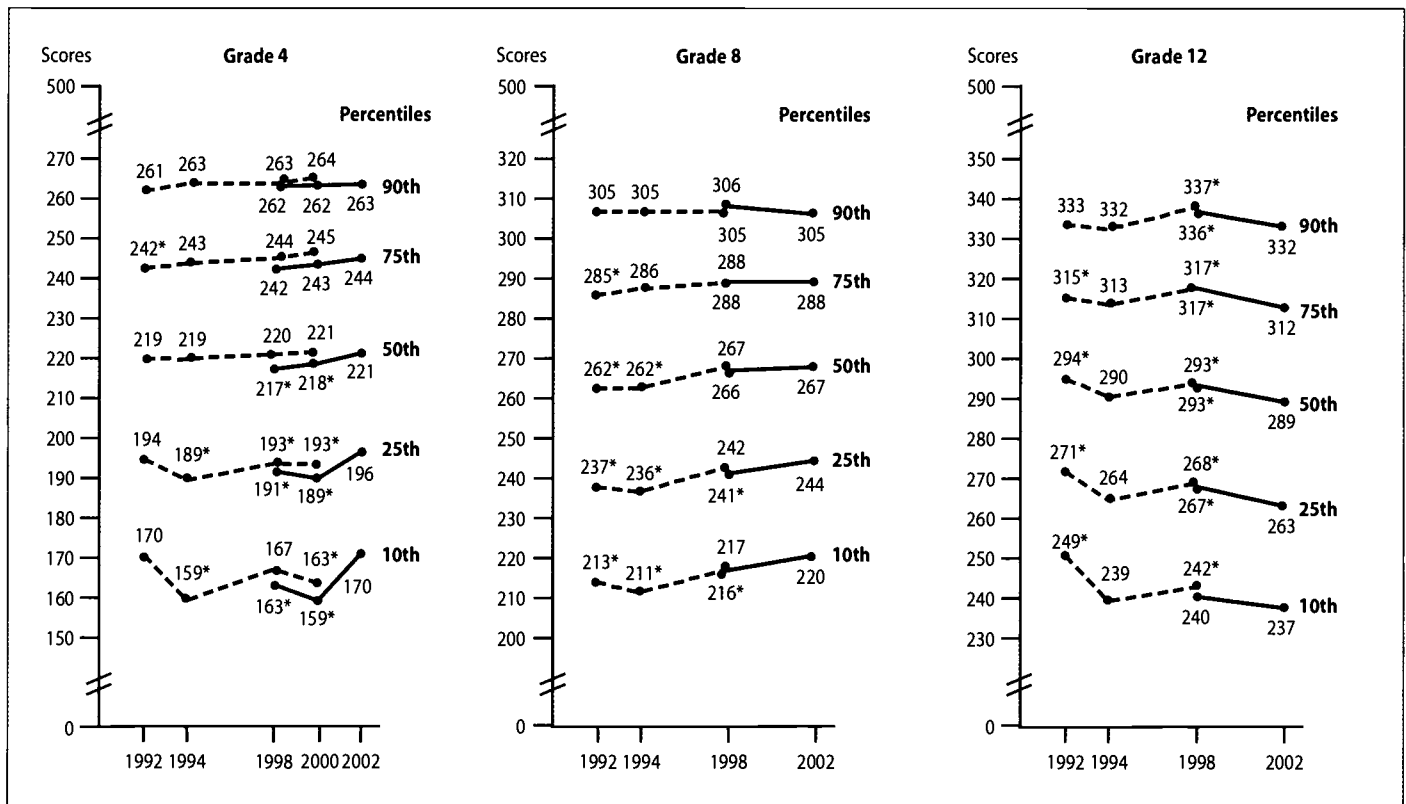 Scores Grade 4
500
Percentiles
270
260
250
240
230
220
210
200
190
180
170
160
150
0
261 263 263 264
262 262 263
90th
242* 243 244 245
242 243 244
75th
219 219 220 221
217* 218* 221
50th
194 189* 193* 193*
191* 189* 196
25th
170 159* 167 163*
163* 159* 170
10th
1992 1994 1998 2000 2002
Scores Grade 8
500
Percentiles
320
310
300
290
280
270
260
250
240
230
220
210
200
0
305 305 306
305 305
90th
285* 286 288
288 288
75th
262* 262* 267
266 267
50th
237* 236* 242
241* 244
25th
213* 211* 217
216* 220
10th
1992 1994 1998 2002
Scores Grade 12
500
Percentiles
350
340
330
320
310
300
290
280
270
260
250
240
230
0
333 332 337*
336* 332
90th
315* 313 317*
317* 312
75th
294* 290 293*
293* 289
50th
271* 264 268*
267* 263
25th
249* 239 242*
240 237
10th
1992 1994 1998 2002